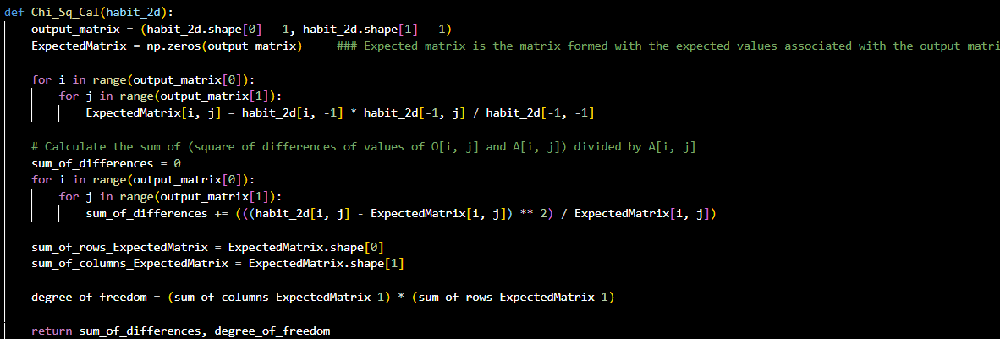 def Chi_Sq_Cal(habit_2d):
    output_matrix = (habit_2d.shape[0] - 1, habit_2d.shape[1] - 1)
    ExpectedMatrix = np.zeros(output_matrix)     ### Expected matrix is the matrix formed with the expected values associated with the output matri
    for i in range(output_matrix[0]):
        for j in range(output_matrix[1]):
            ExpectedMatrix[i, j] = habit_2d[i, -1] * habit_2d[-1, j] / habit_2d[-1, -1]
    # Calculate the sum of (square of differences of values of O[i, j] and A[i, j]) divided by A[i, j]
    sum_of_differences = 0
    for i in range(output_matrix[0]):
        for j in range(output_matrix[1]):
            sum_of_differences += (((habit_2d[i, j] - ExpectedMatrix[i, j]) ** 2) / ExpectedMatrix[i, j])
    sum_of_rows_ExpectedMatrix = ExpectedMatrix.shape[0]
    sum_of_columns_ExpectedMatrix = ExpectedMatrix.shape[1]
    degree_of_freedom = (sum_of_columns_ExpectedMatrix-1) * (sum_of_rows_ExpectedMatrix-1)
    return sum_of_differences, degree_of_freedom